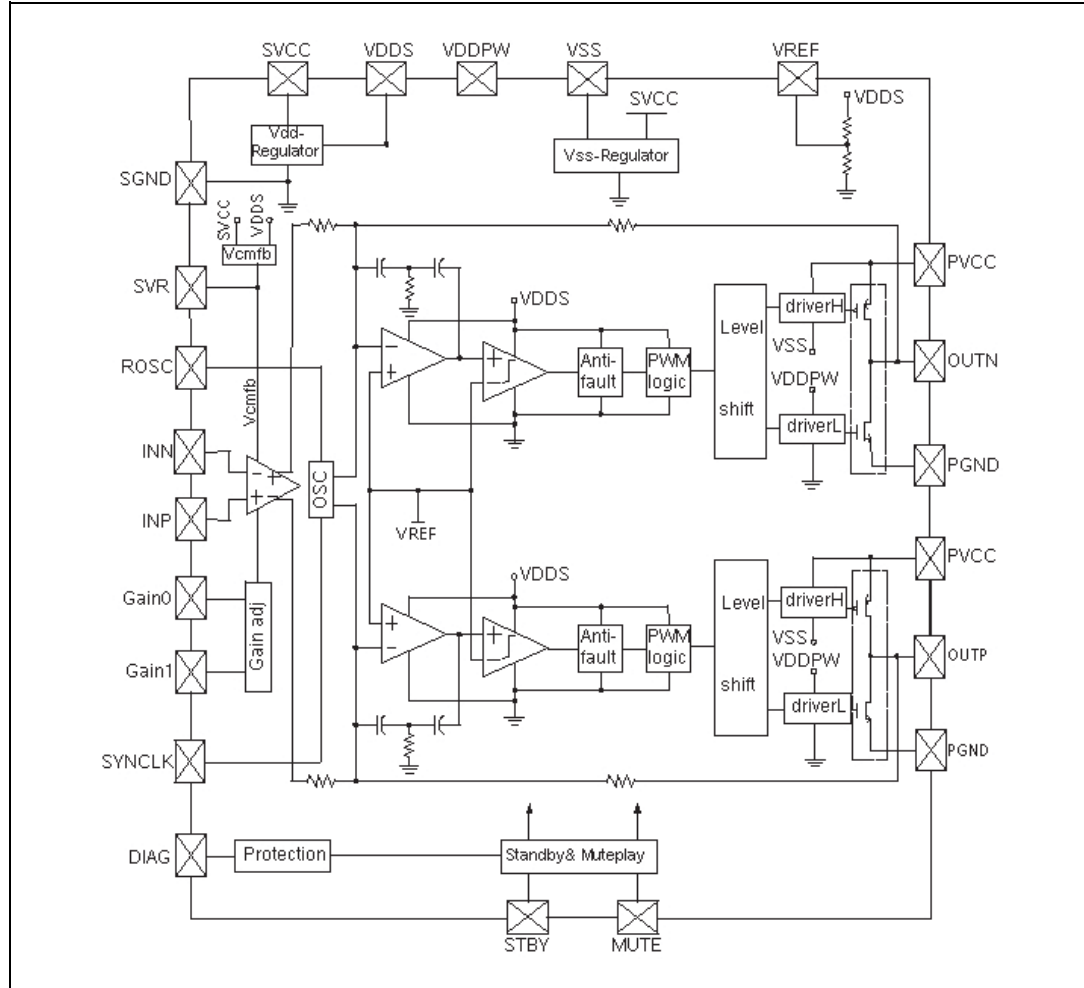 SVCC
VDDS
VDDPW
VSS
VREF
SVCC
VDDS
Vdd-
Regulator
Vss-Regulator
SGND
SVCC
VDDS
Vcmfb
SVR
PVCC
VDDS
driverH
Level
shift
VSS
ROSC
Anti-
fault
PWM
logic
OUTN
VDDPW
Vcmfb
driverL
INN
PGND
OSC
INP
VREF
PVCC
VDDS
Gain0
Level
shift
driverH
Gain adj
Anti-
fault
PWM
logic
VSS
VDDPW
OUTP
Gain1
driverL
SYNCLK
PGND
DIAG
Protection
Standby& Muteplay
STBY
MUTE